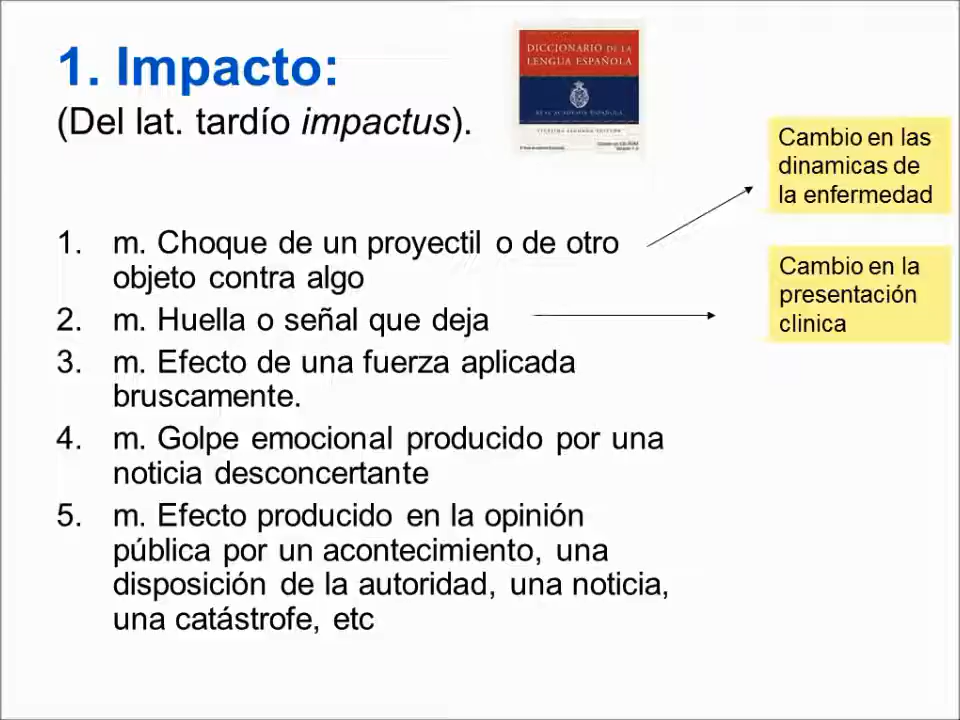 1. Impacto:
(Del lat. tardío impactus).
DICCIONARIO DE LA
LENGUA ESPAÑOLA
REAL ACADEMIA ESPAÑOLA
VIGÉSIMA SEGUNDA EDICIÓN
Cambio en las
dinamicas de
la enfermedad
1. m. Choque de un proyectil o de otro
objeto contra algo
Cambio en la
presentación
clinica
2. m. Huella o señal que deja
3. m. Efecto de una fuerza aplicada
bruscamente.
4. m. Golpe emocional producido por una
noticia desconcertante
5. m. Efecto producido en la opinión
pública por un acontecimiento, una
disposición de la autoridad, una noticia,
una catástrofe, etc